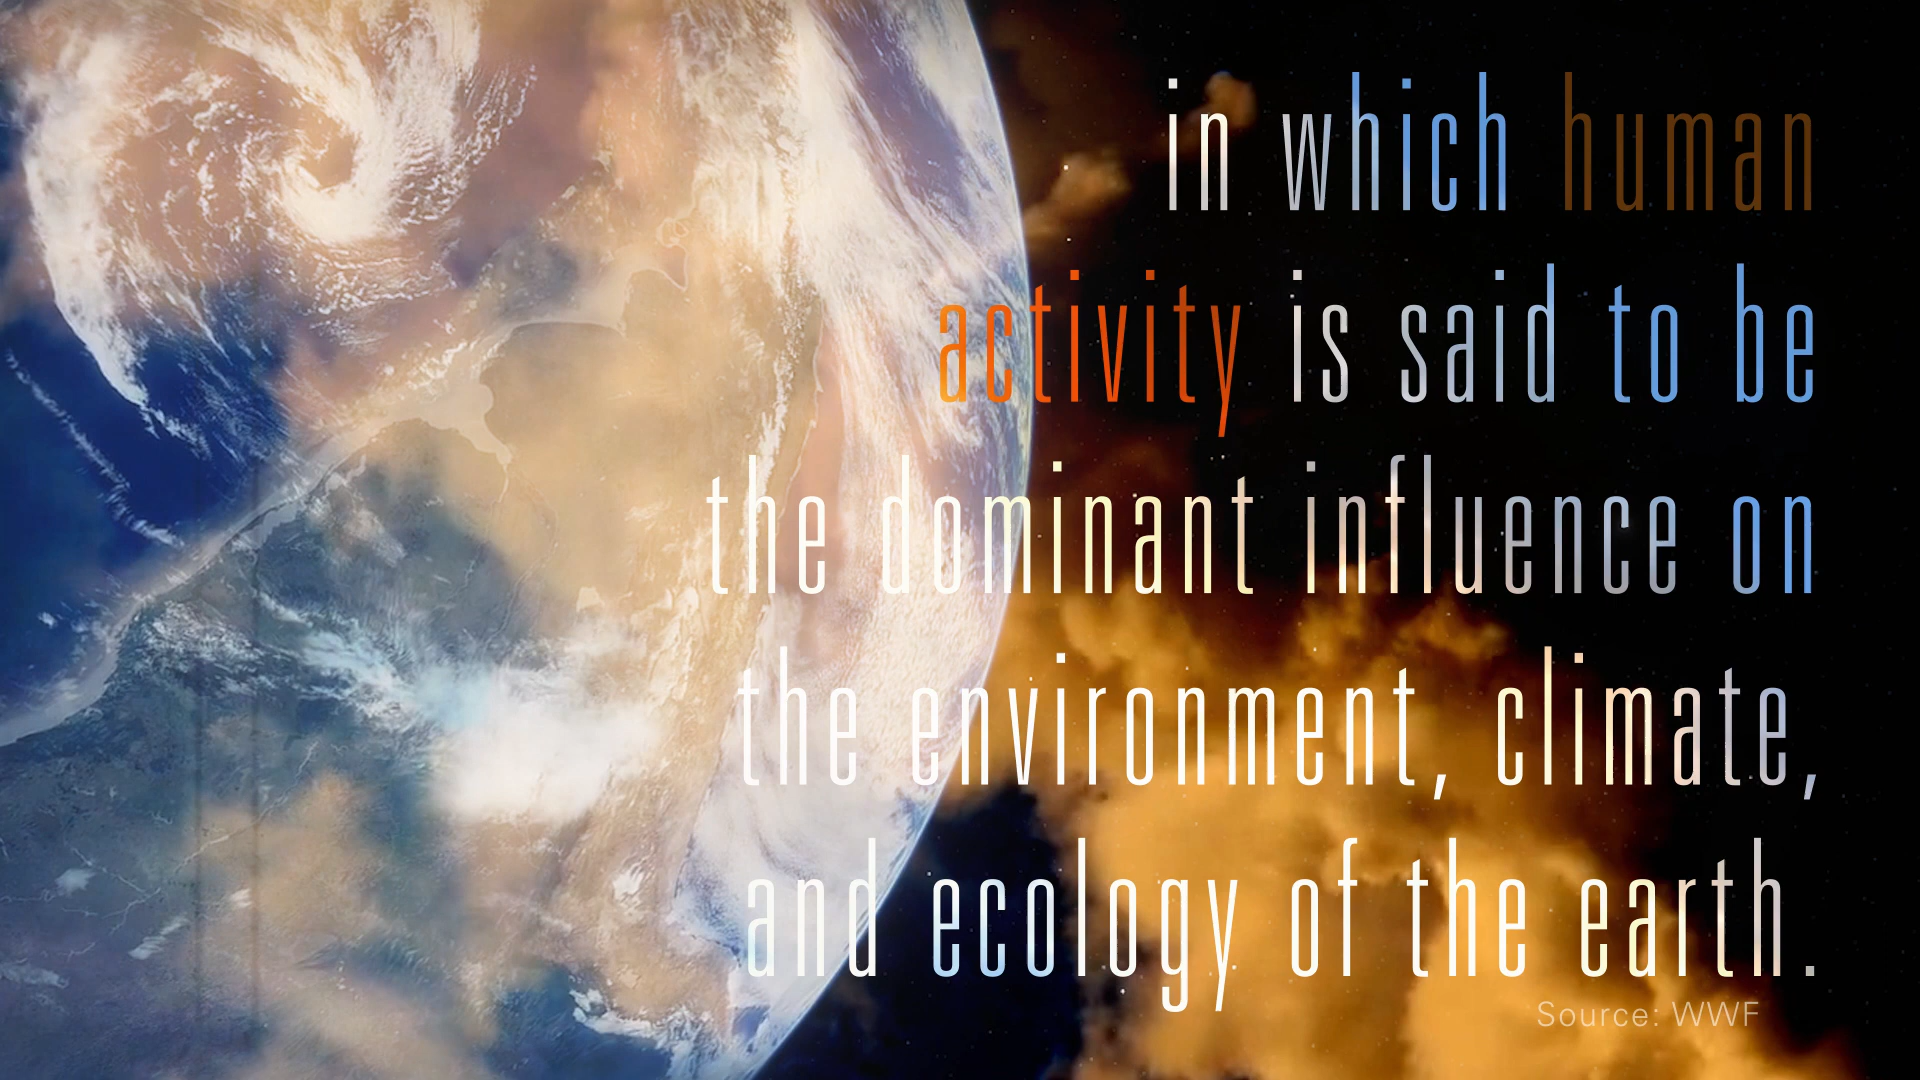 in which human
activity is said to be
the dominant influence on
the environment, climate,
and ecology of the earth.
Source: WWF